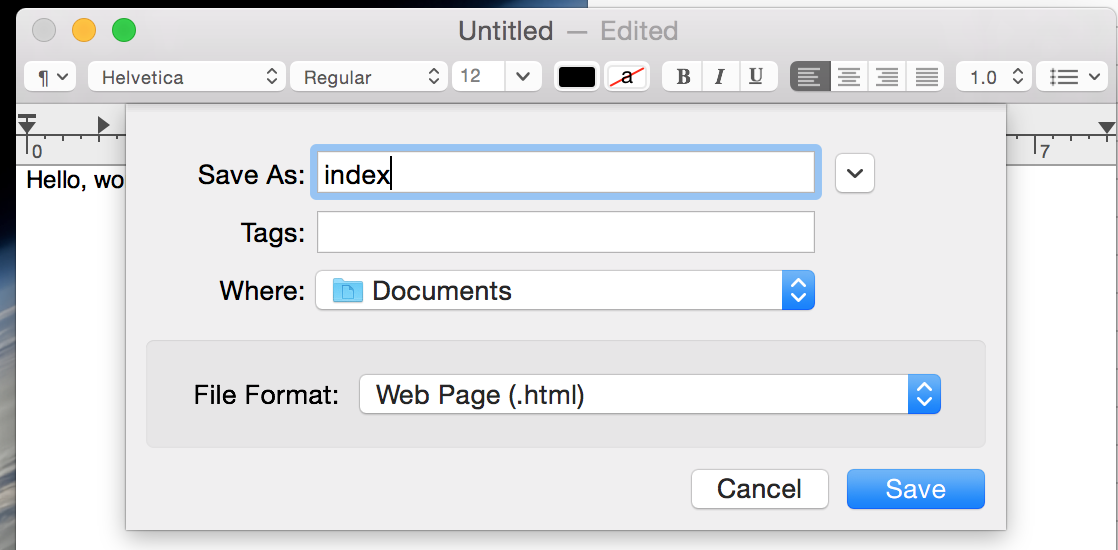 Untitled — Edited
¶ Helvetica Regular 12 a B I U 1.0
0 7
Hello, wo
Save As: index
Tags:
Where: Documents
File Format: Web Page (.html)
Cancel Save